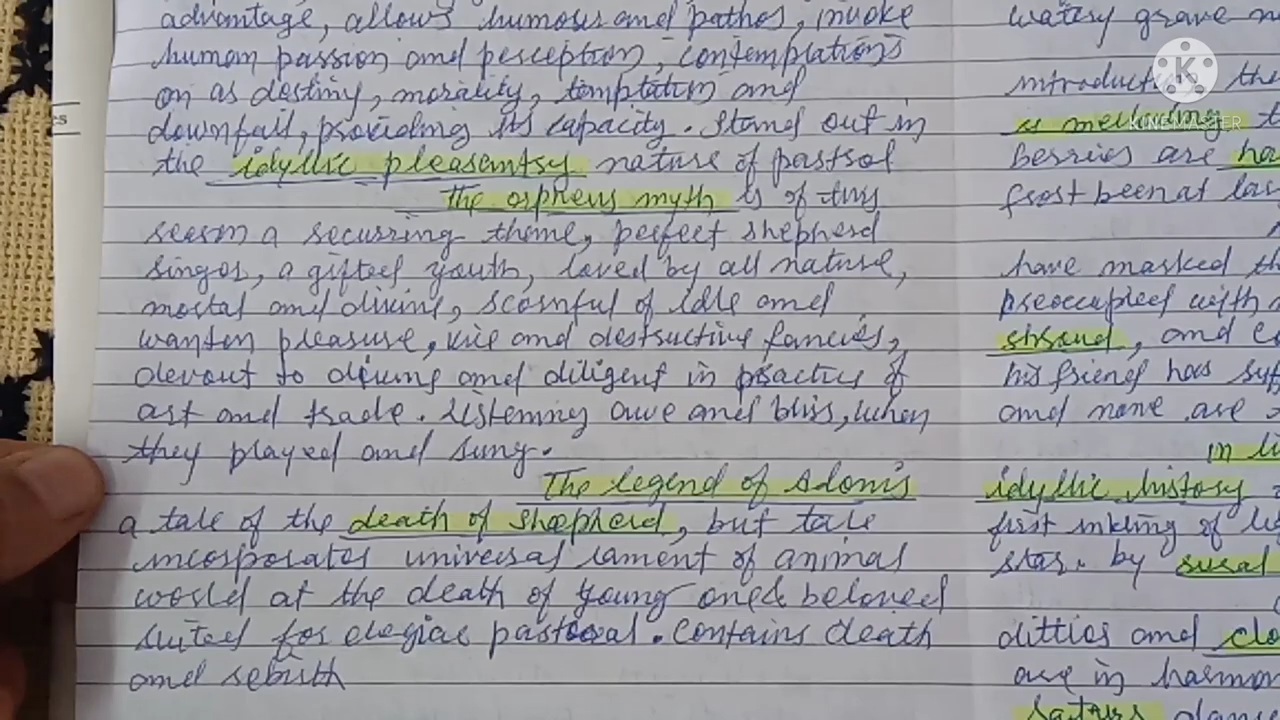 advantage, allows humour and pathos, invoke
human passion and perception, contemplations
on as destiny, morality, temptation and
downfall, providing its capacity. Stand out in
the idyllic pleasantry nature of pastoral
The orpheus myth is of this
season a recurring theme, perfect shepherd
singer, a gifted youth, loved by all nature,
mortal and divine, scornful of idle and
wanton pleasure, vice and destructive fancies,
devout to divine and diligent in practice of
art and trade. Listening awe and bliss, when
they played and sung.
The legend of Adonis
a tale of the death of shepherd, but tale
incorporates universal lament of animal
world at the death of young one & beloved
suited for elegiac pastoral. Contains death
and rebirth
watery grave
introduct
is mellowing
berries are
frost been at
have marked
preoccupied with
shroud, and
his friend has
and none are
in
idyllic history
first inkling of
star. by rural
ditties and
are in
satyrs
KINEMASTER